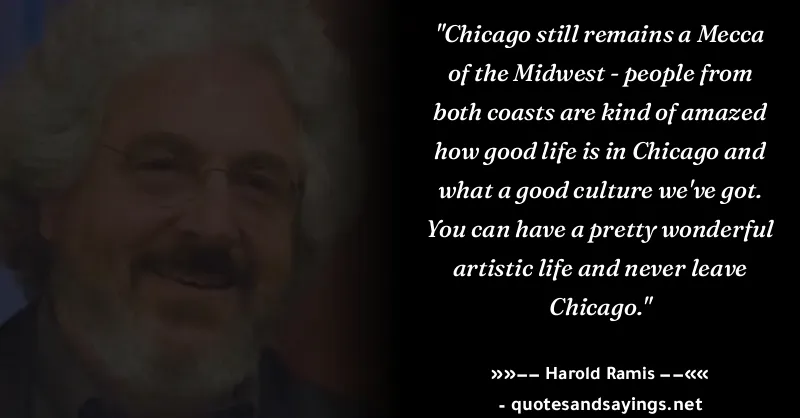 "Chicago still remains a Mecca
of the Midwest - people from
both coasts are kind of amazed
how good life is in Chicago and
what a good culture we've got.
You can have a pretty wonderful
artistic life and never leave
Chicago."
»»−− Harold Ramis −−««
- quotesandsayings.net